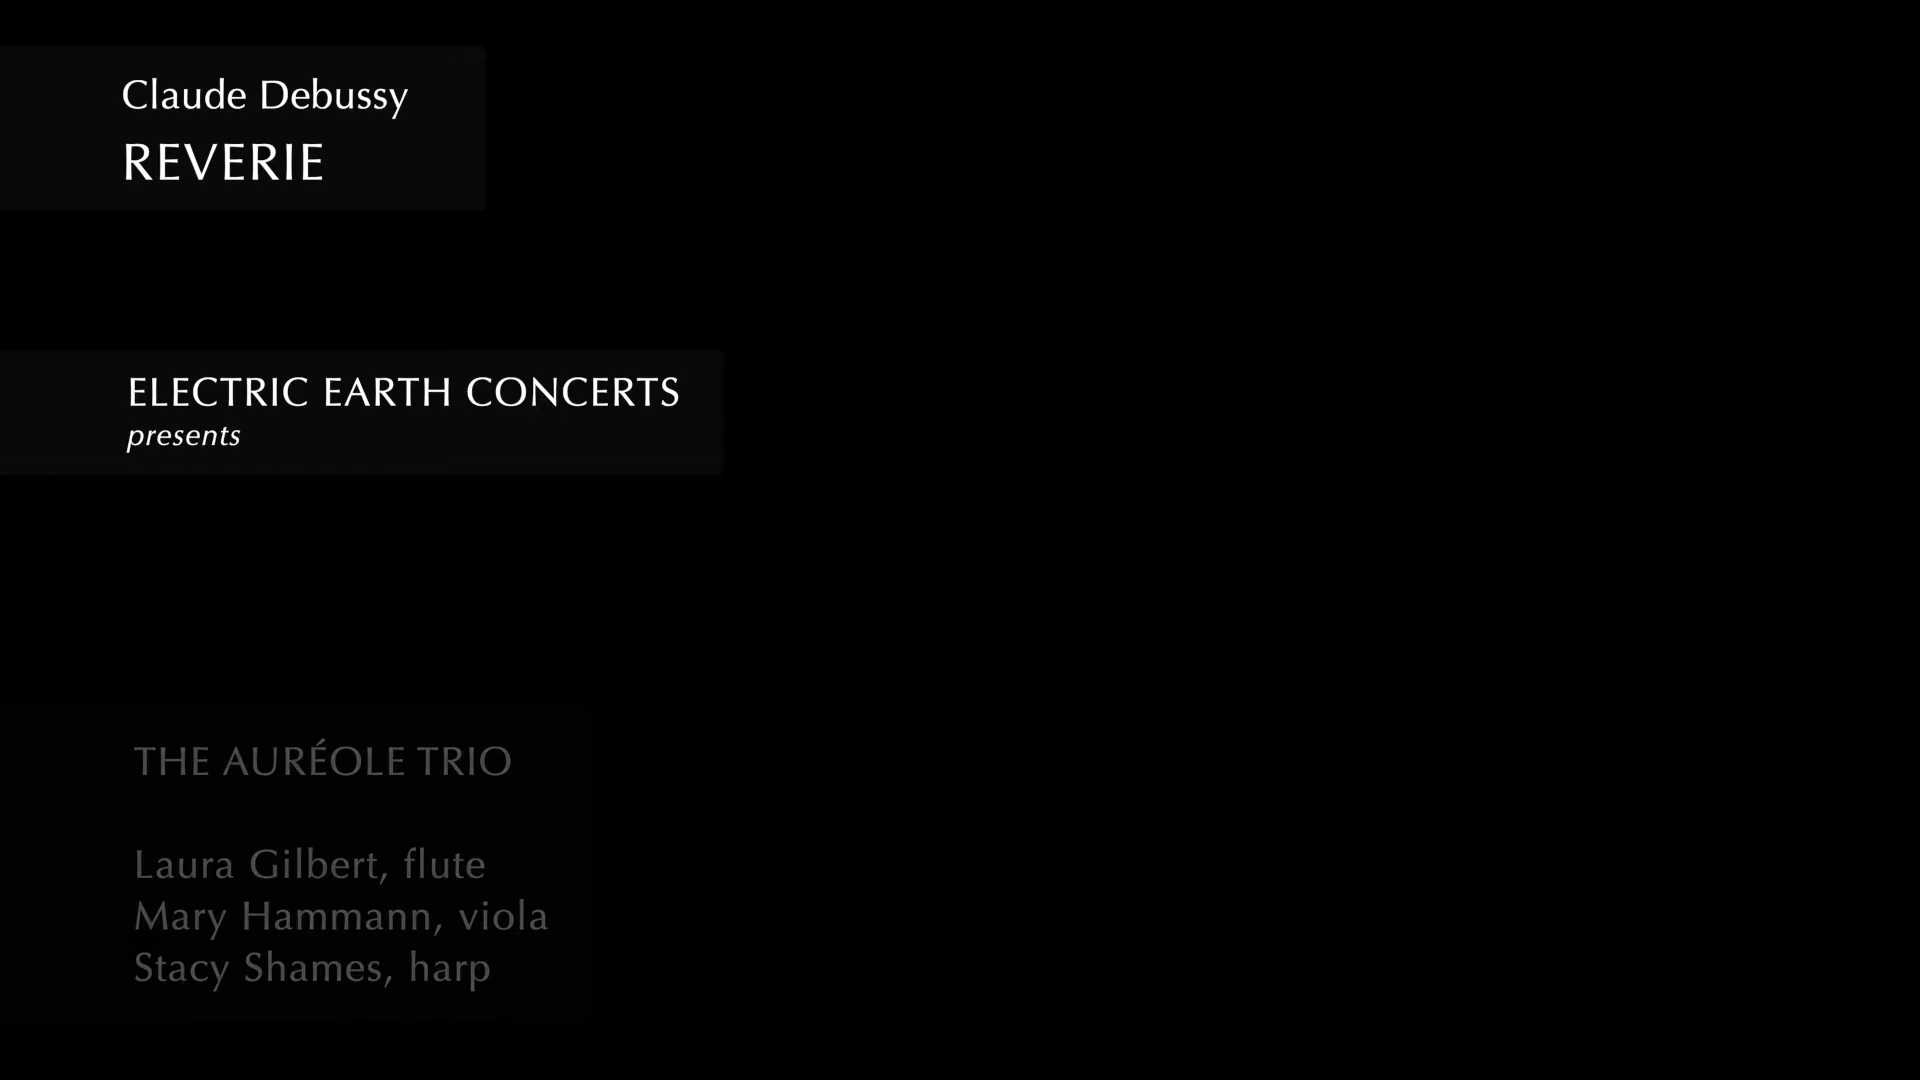 Claude Debussy
REVERIE
ELECTRIC EARTH CONCERTS
presents
THE AURÉOLE TRIO
Laura Gilbert, flute
Mary Hammann, viola
Stacy Shames, harp